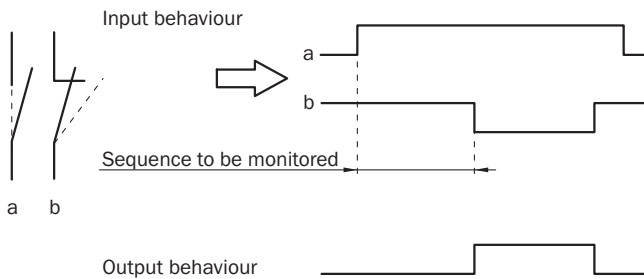 Input behaviour
a
b
Sequence to be monitored
a b
Output behaviour